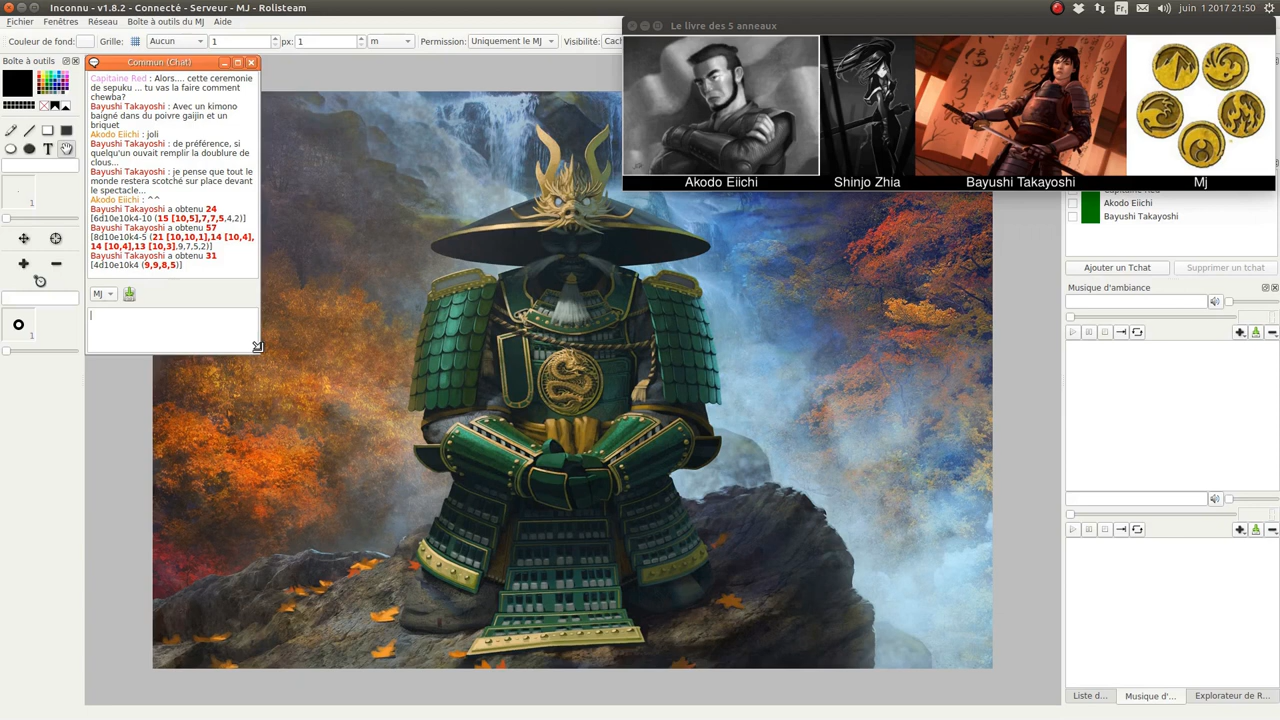 Inconnu - v1.8.2 - Connecté - Serveur - MJ - Rolisteam
Fr,
juin 1 2017 21:50
Fichier Fenêtres Réseau Boîte à outils du MJ Aide
Couleur de fond: Grille: Aucun 1 px: 1 m Permission: Uniquement le MJ Visibilité: Cach
Le livre des 5 anneaux
Akodo Eiichi Shinjo Zhia Bayushi Takayoshi Mj
Boîte à outils
T
1
1
Commun (Chat)
Capitaine Red : Alors.... cette ceremonie
de sepuku ... tu vas la faire comment
chewba?
Bayushi Takayoshi : Avec un kimono
baigné dans du poivre gaijin et un
briquet
Akodo Eiichi : joli
Bayushi Takayoshi : de préférence, si
quelqu'un ouvait remplir la doublure de
clous...
Bayushi Takayoshi : je pense que tout le
monde restera scotché sur place devant
le spectacle...
Akodo Eiichi : ^^
Bayushi Takayoshi a obtenu 24
[6d10e10k4-10 (15 [10,5],7,7,5,4,2)]
Bayushi Takayoshi a obtenu 57
[8d10e10k4-5 (21 [10,10,1],14 [10,4],
14 [10,4],13 [10,3],9,7,5,2)]
Bayushi Takayoshi a obtenu 31
[4d10e10k4 (9,9,8,5)]
MJ
Akodo Eiichi
Bayushi Takayoshi
Ajouter un Tchat Supprimer un tchat
Musique d'ambiance
Liste d... Musique d'... Explorateur de R...